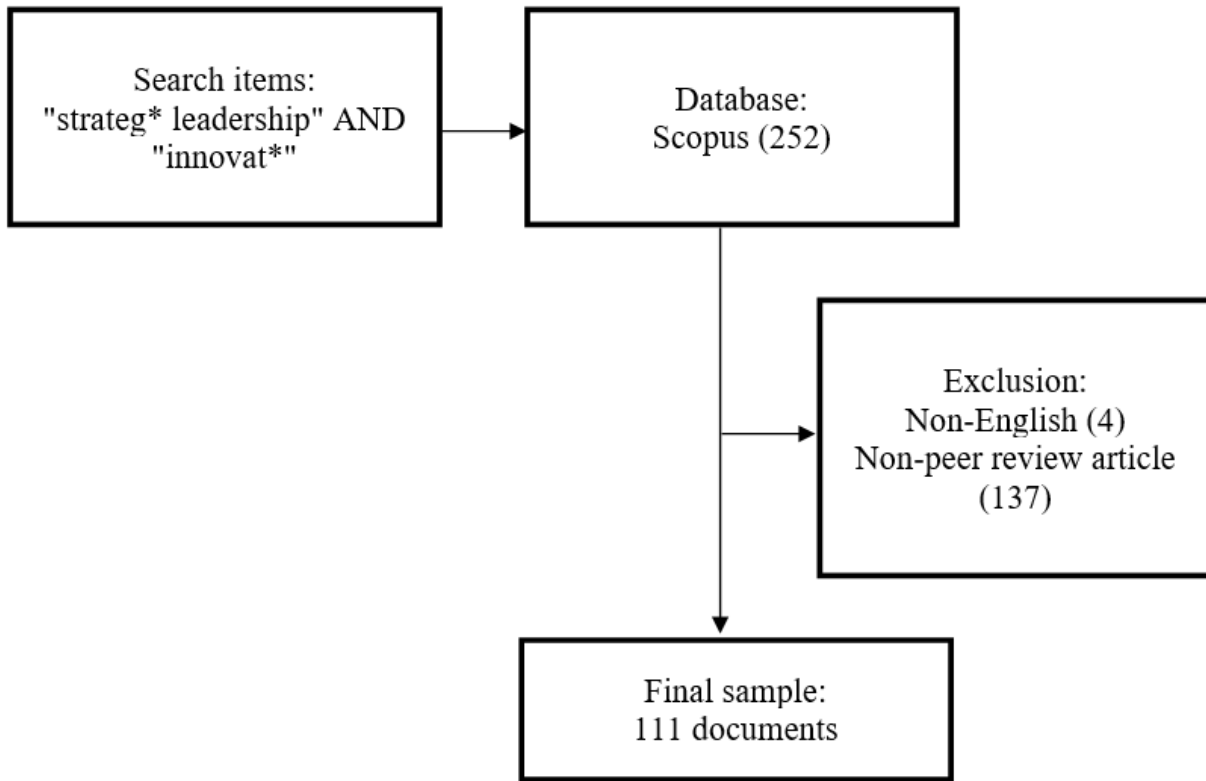 Search items:
"strateg* leadership" AND
"innovat*"
Database:
Scopus (252)
Exclusion:
Non-English (4)
Non-peer review article
(137)
Final sample:
111 documents